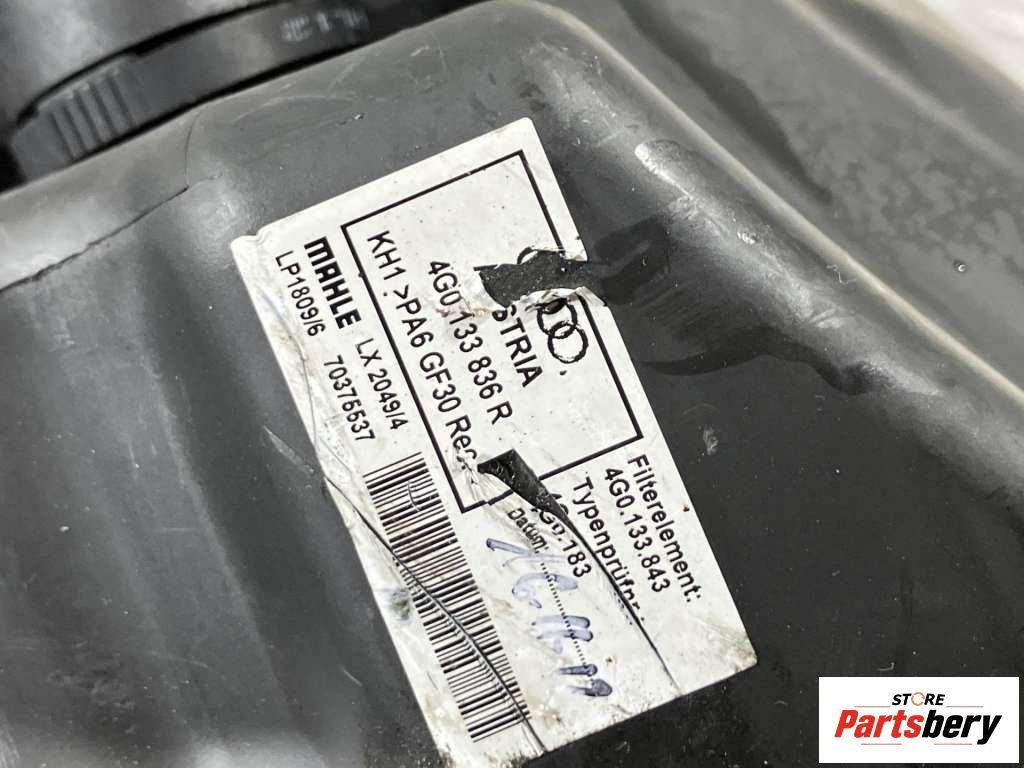 MAHLE LX 2049/4
LP1809/6 70375537
STRIA
4G0 133 836 R
KH1 >PA6 GF30 Rec
Filterelement:
4G0.133.843
Typenprüfnr
.183
Datum:
STORE
Partsbery